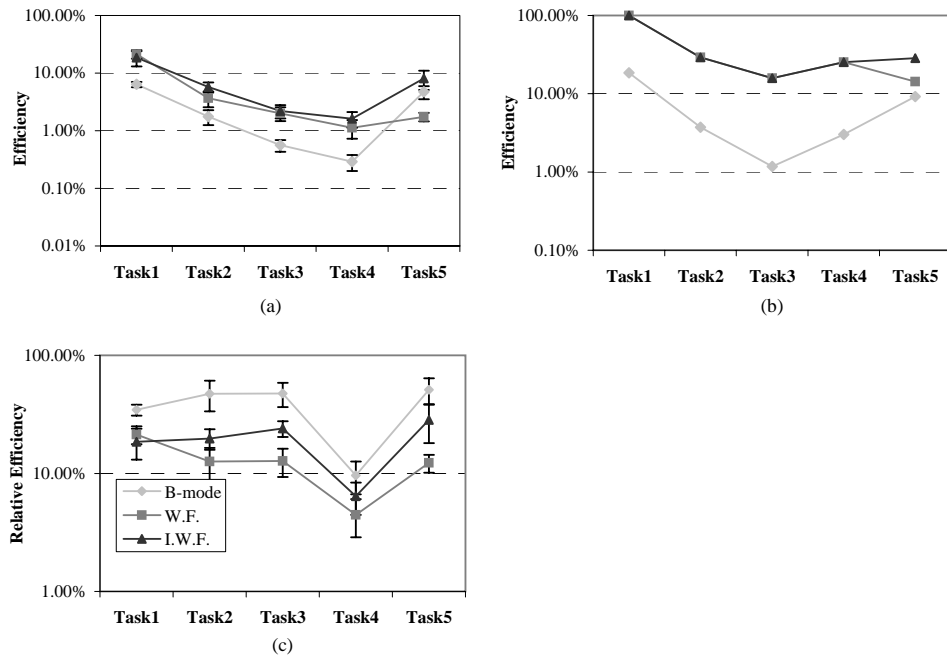 100.00%
10.00%
1.00%
0.10%
0.01%
Efficiency
Task1 Task2 Task3 Task4 Task5
(a)
100.00%
10.00%
1.00%
0.10%
Efficiency
Task1 Task2 Task3 Task4 Task5
(b)
100.00%
10.00%
1.00%
Relative Efficiency
B-mode
W.F.
I.W.F.
Task1 Task2 Task3 Task4 Task5
(c)